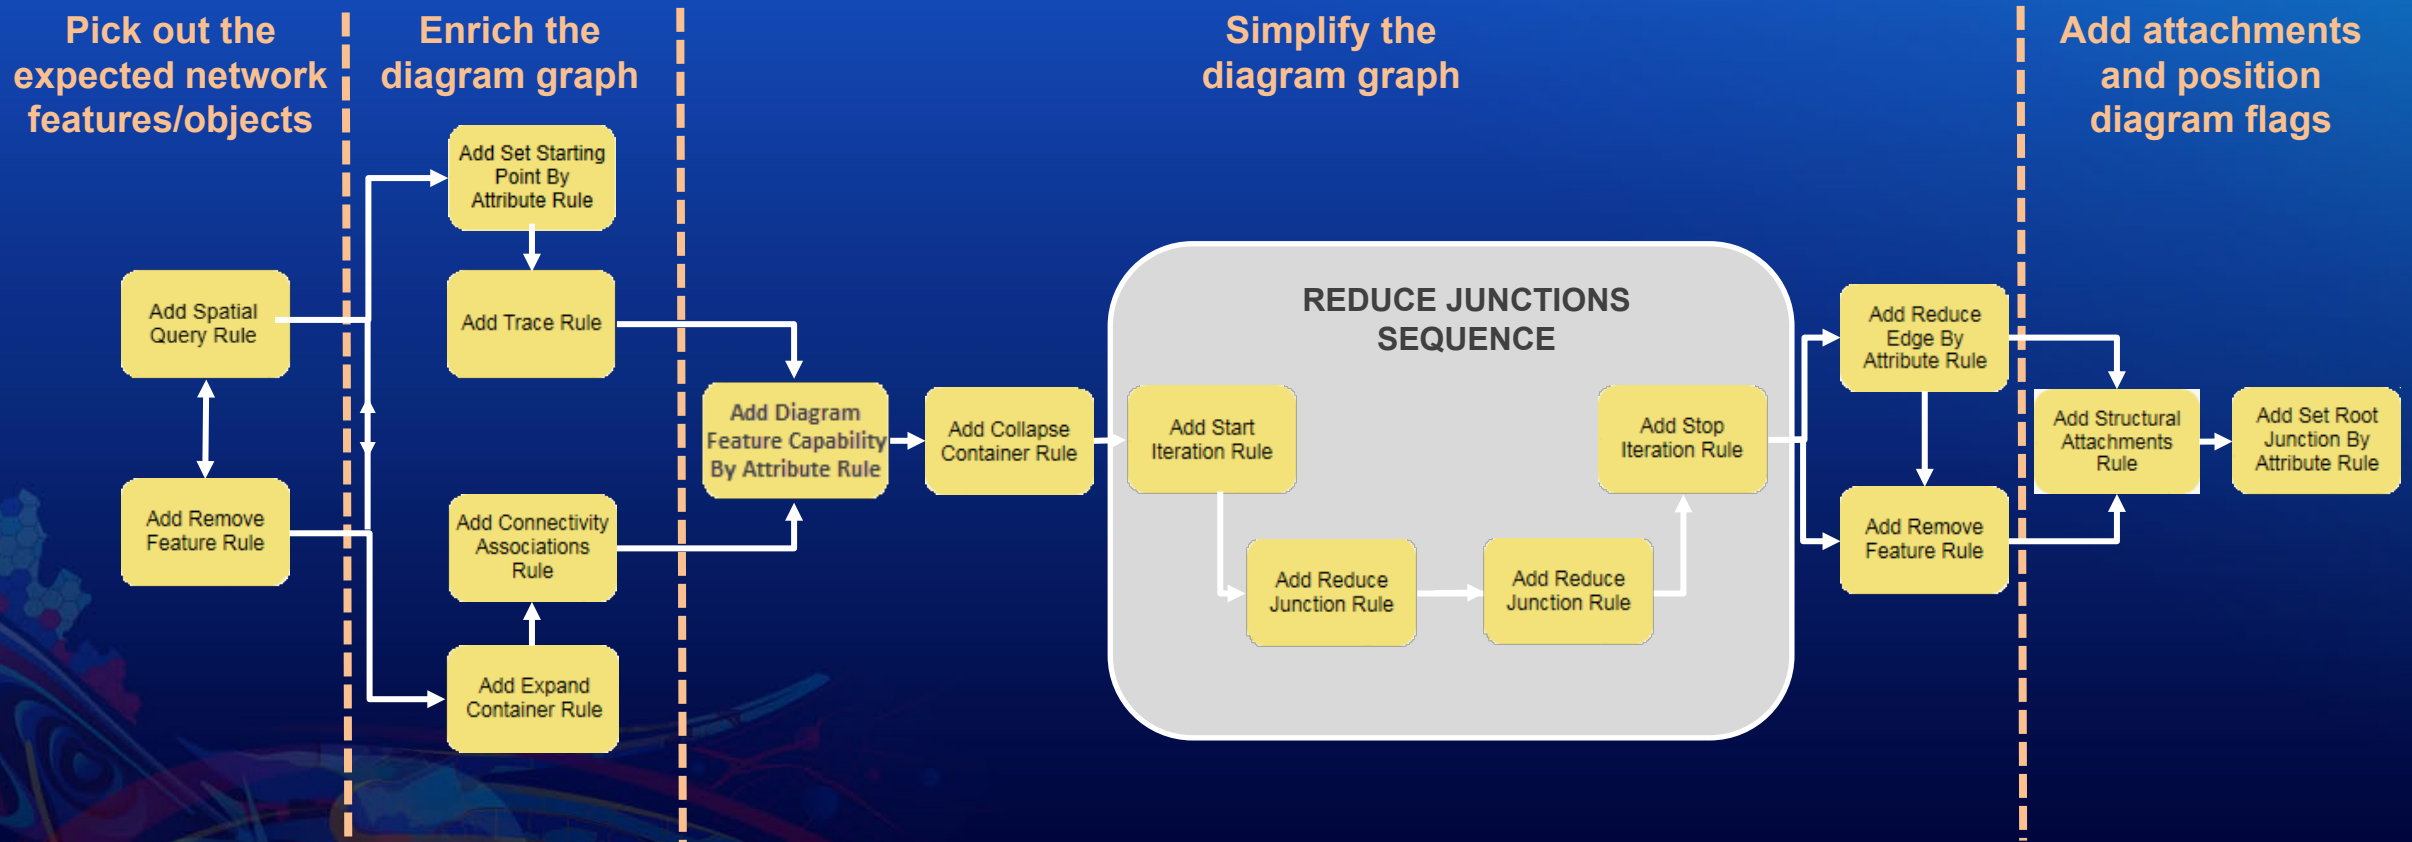 Pick out the
expected network
features/objects
Enrich the
diagram graph
Simplify the
diagram graph
Add attachments
and position
diagram flags
Add Spatial
Query Rule
Add Remove
Feature Rule
Add Set Starting
Point By
Attribute Rule
Add Trace Rule
Add Connectivity
Associations
Rule
Add Expand
Container Rule
Add Diagram
Feature Capability
By Attribute Rule
Add Collapse
Container Rule
REDUCE JUNCTIONS
SEQUENCE
Add Start
Iteration Rule
Add Reduce
Junction Rule
Add Reduce
Junction Rule
Add Stop
Iteration Rule
Add Reduce
Edge By
Attribute Rule
Add Remove
Feature Rule
Add Structural
Attachments
Rule
Add Set Root
Junction By
Attribute Rule